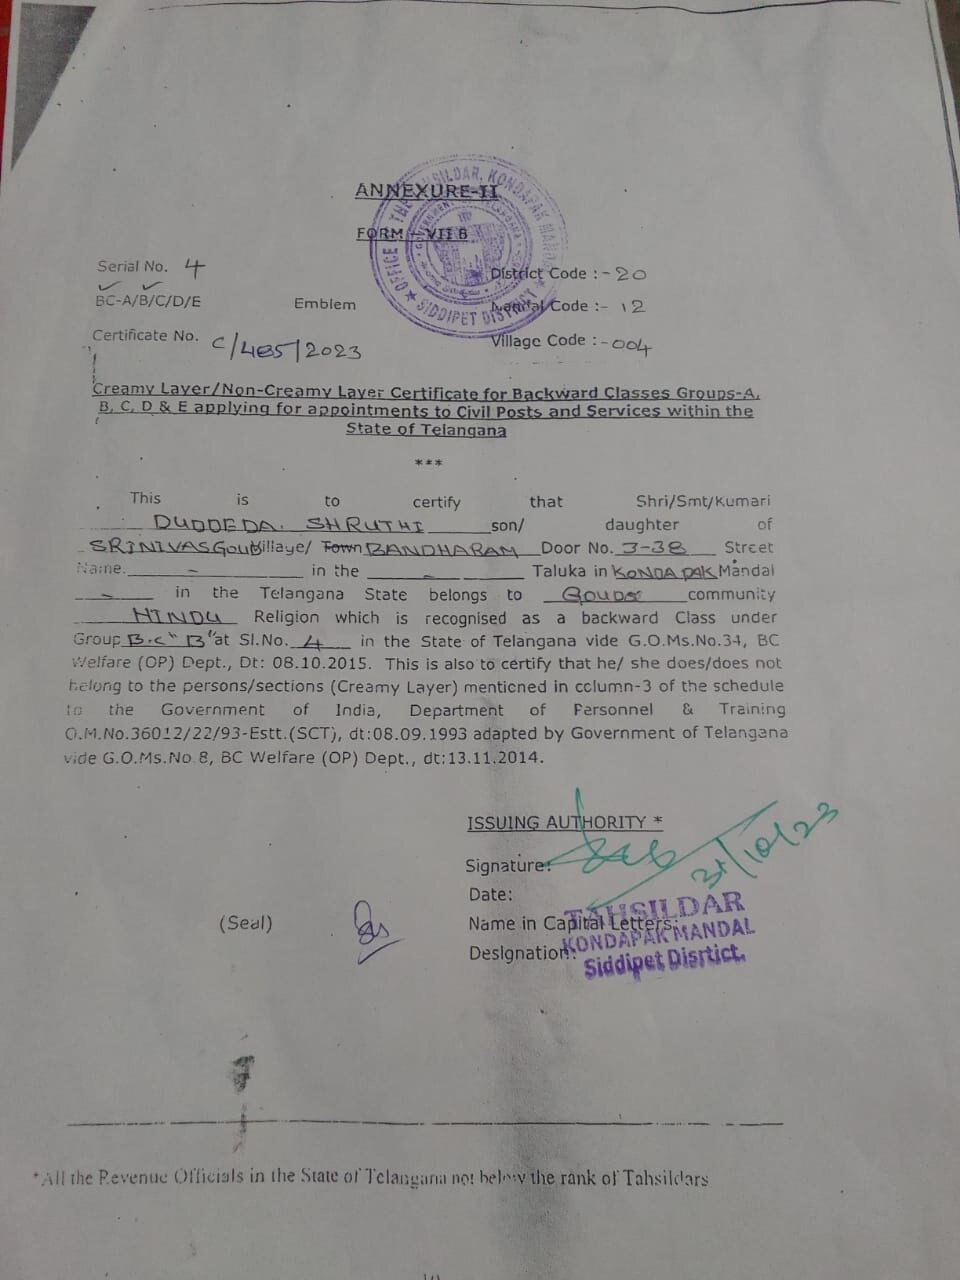 ANNEXURE-II
FORM - VII B
OFFICE OF THE TAHSILDAR, KONDAPAK MANDAL
★ SIDDIPET DISTRICT ★
Serial No. 4
District Code :- 20
BC-A/B/C/D/E
Emblem
Mandal Code :- 12
Certificate No. C/485/2023
Village Code :- 004
Creamy Layer/Non-Creamy Layer Certificate for Backward Classes Groups-A,
B, C, D & E applying for appointments to Civil Posts and Services within the
State of Telangana
***
This is to certify that Shri/Smt/Kumari
DUDDEDA. SHRUTHI son/ daughter of
SRINIVAS GOUD Village/ Town BANDHARAM Door No. 3-38 Street
Name. - in the - Taluka in KONDAPAK Mandal
- in the Telangana State belongs to Gouda community
HINDU Religion which is recognised as a backward Class under
Group B.C "B" at Sl.No. 4 in the State of Telangana vide G.O.Ms.No.34, BC
Welfare (OP) Dept., Dt: 08.10.2015. This is also to certify that he/ she does/does not
belong to the persons/sections (Creamy Layer) mentioned in column-3 of the schedule
to the Government of India, Department of Personnel & Training
O.M.No.36012/22/93-Estt.(SCT), dt:08.09.1993 adapted by Government of Telangana
vide G.O.Ms.No.8, BC Welfare (OP) Dept., dt:13.11.2014.
ISSUING AUTHORITY *
Signature:
31/10/23
Date:
(Seal)
Name in Capital Letters:
TAHSILDAR
Designation:
KONDAPAK MANDAL
Siddipet Disrtict.
*All the Revenue Officials in the State of Telangana not below the rank of Tahsildars